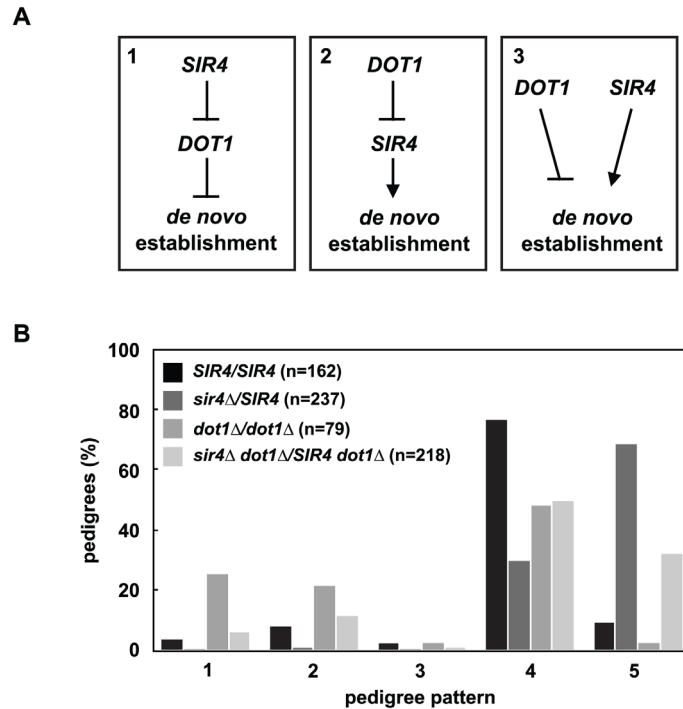 A
1
SIR4
DOT1
de novo
establishment
2
DOT1
SIR4
de novo
establishment
3
DOT1 SIR4
de novo
establishment
B
100
80
60
40
20
0
pedigrees (%)
SIR4/SIR4 (n=162)
sir4Δ/SIR4 (n=237)
dot1Δ/dot1Δ (n=79)
sir4Δ dot1Δ/SIR4 dot1Δ (n=218)
1 2 3 4 5
pedigree pattern